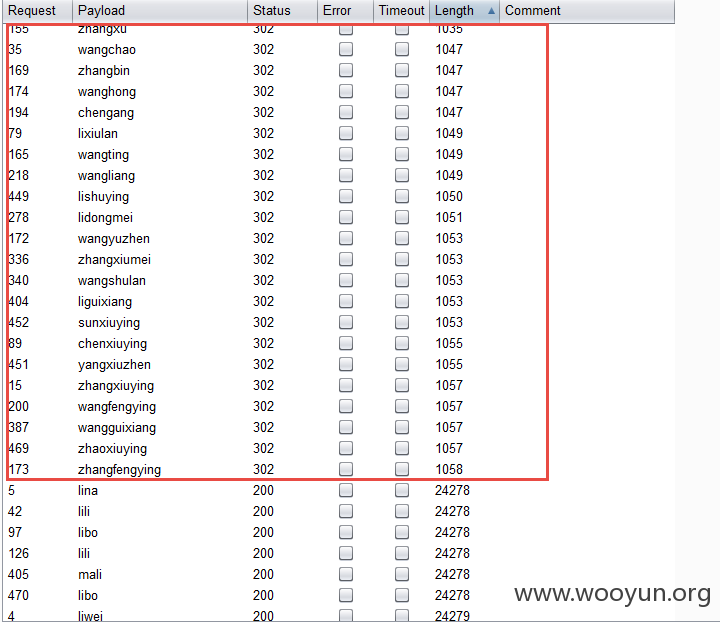 Request Payload Status Error Timeout Length Comment
155 zhangxu 302 1035
35 wangchao 302 1047
169 zhangbin 302 1047
174 wanghong 302 1047
194 chengang 302 1047
79 lixiulan 302 1049
165 wangting 302 1049
218 wangliang 302 1049
449 lishuying 302 1050
278 lidongmei 302 1051
172 wangyuzhen 302 1053
336 zhangxiumei 302 1053
340 wangshulan 302 1053
404 liguixiang 302 1053
452 sunxiuying 302 1053
89 chenxiuying 302 1055
451 yangxiuzhen 302 1055
15 zhangxiuying 302 1057
200 wangfengying 302 1057
387 wangguixiang 302 1057
469 zhaoxiuying 302 1057
173 zhangfengying 302 1058
5 lina 200 24278
42 lili 200 24278
97 libo 200 24278
126 lili 200 24278
405 mali 200 24278
470 libo 200 24278
4 liwei 200 24279
www.wooyun.org